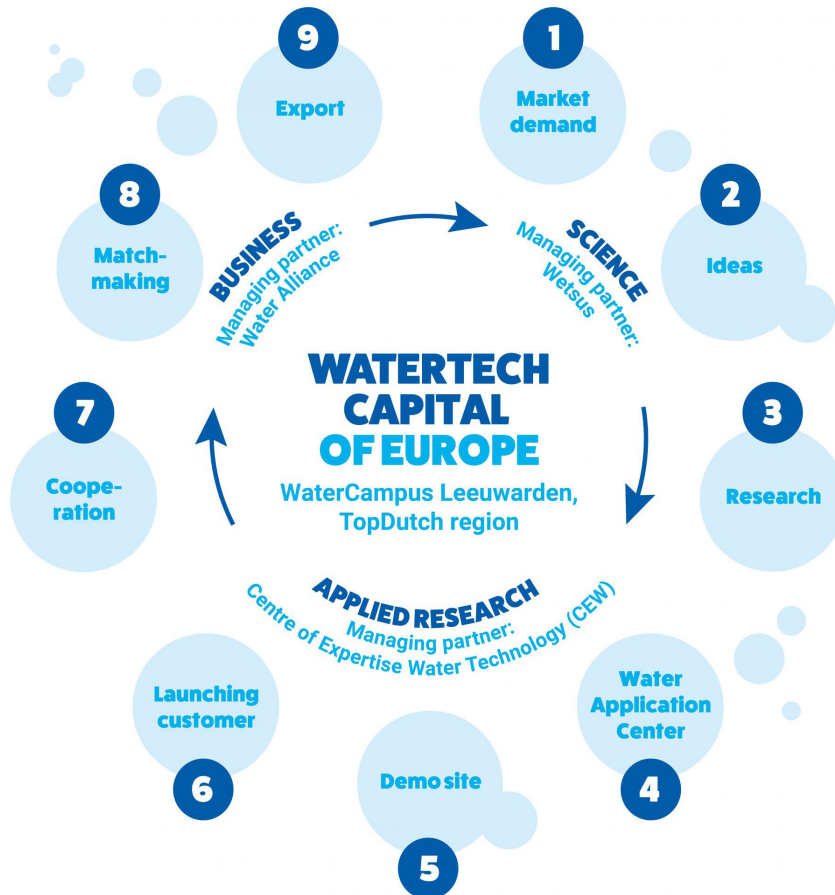 1
Market
demand
2
Ideas
3
Research
4
Water
Application
Center
5
Demo site
6
Launching
customer
7
Coope-
ration
8
Match-
making
9
Export
BUSINESS
Managing partner:
Water Alliance
SCIENCE
Managing partner:
Wetsus
WATERTECH
CAPITAL
OF EUROPE
WaterCampus Leeuwarden,
TopDutch region
APPLIED RESEARCH
Managing partner:
Centre of Expertise Water Technology (CEW)